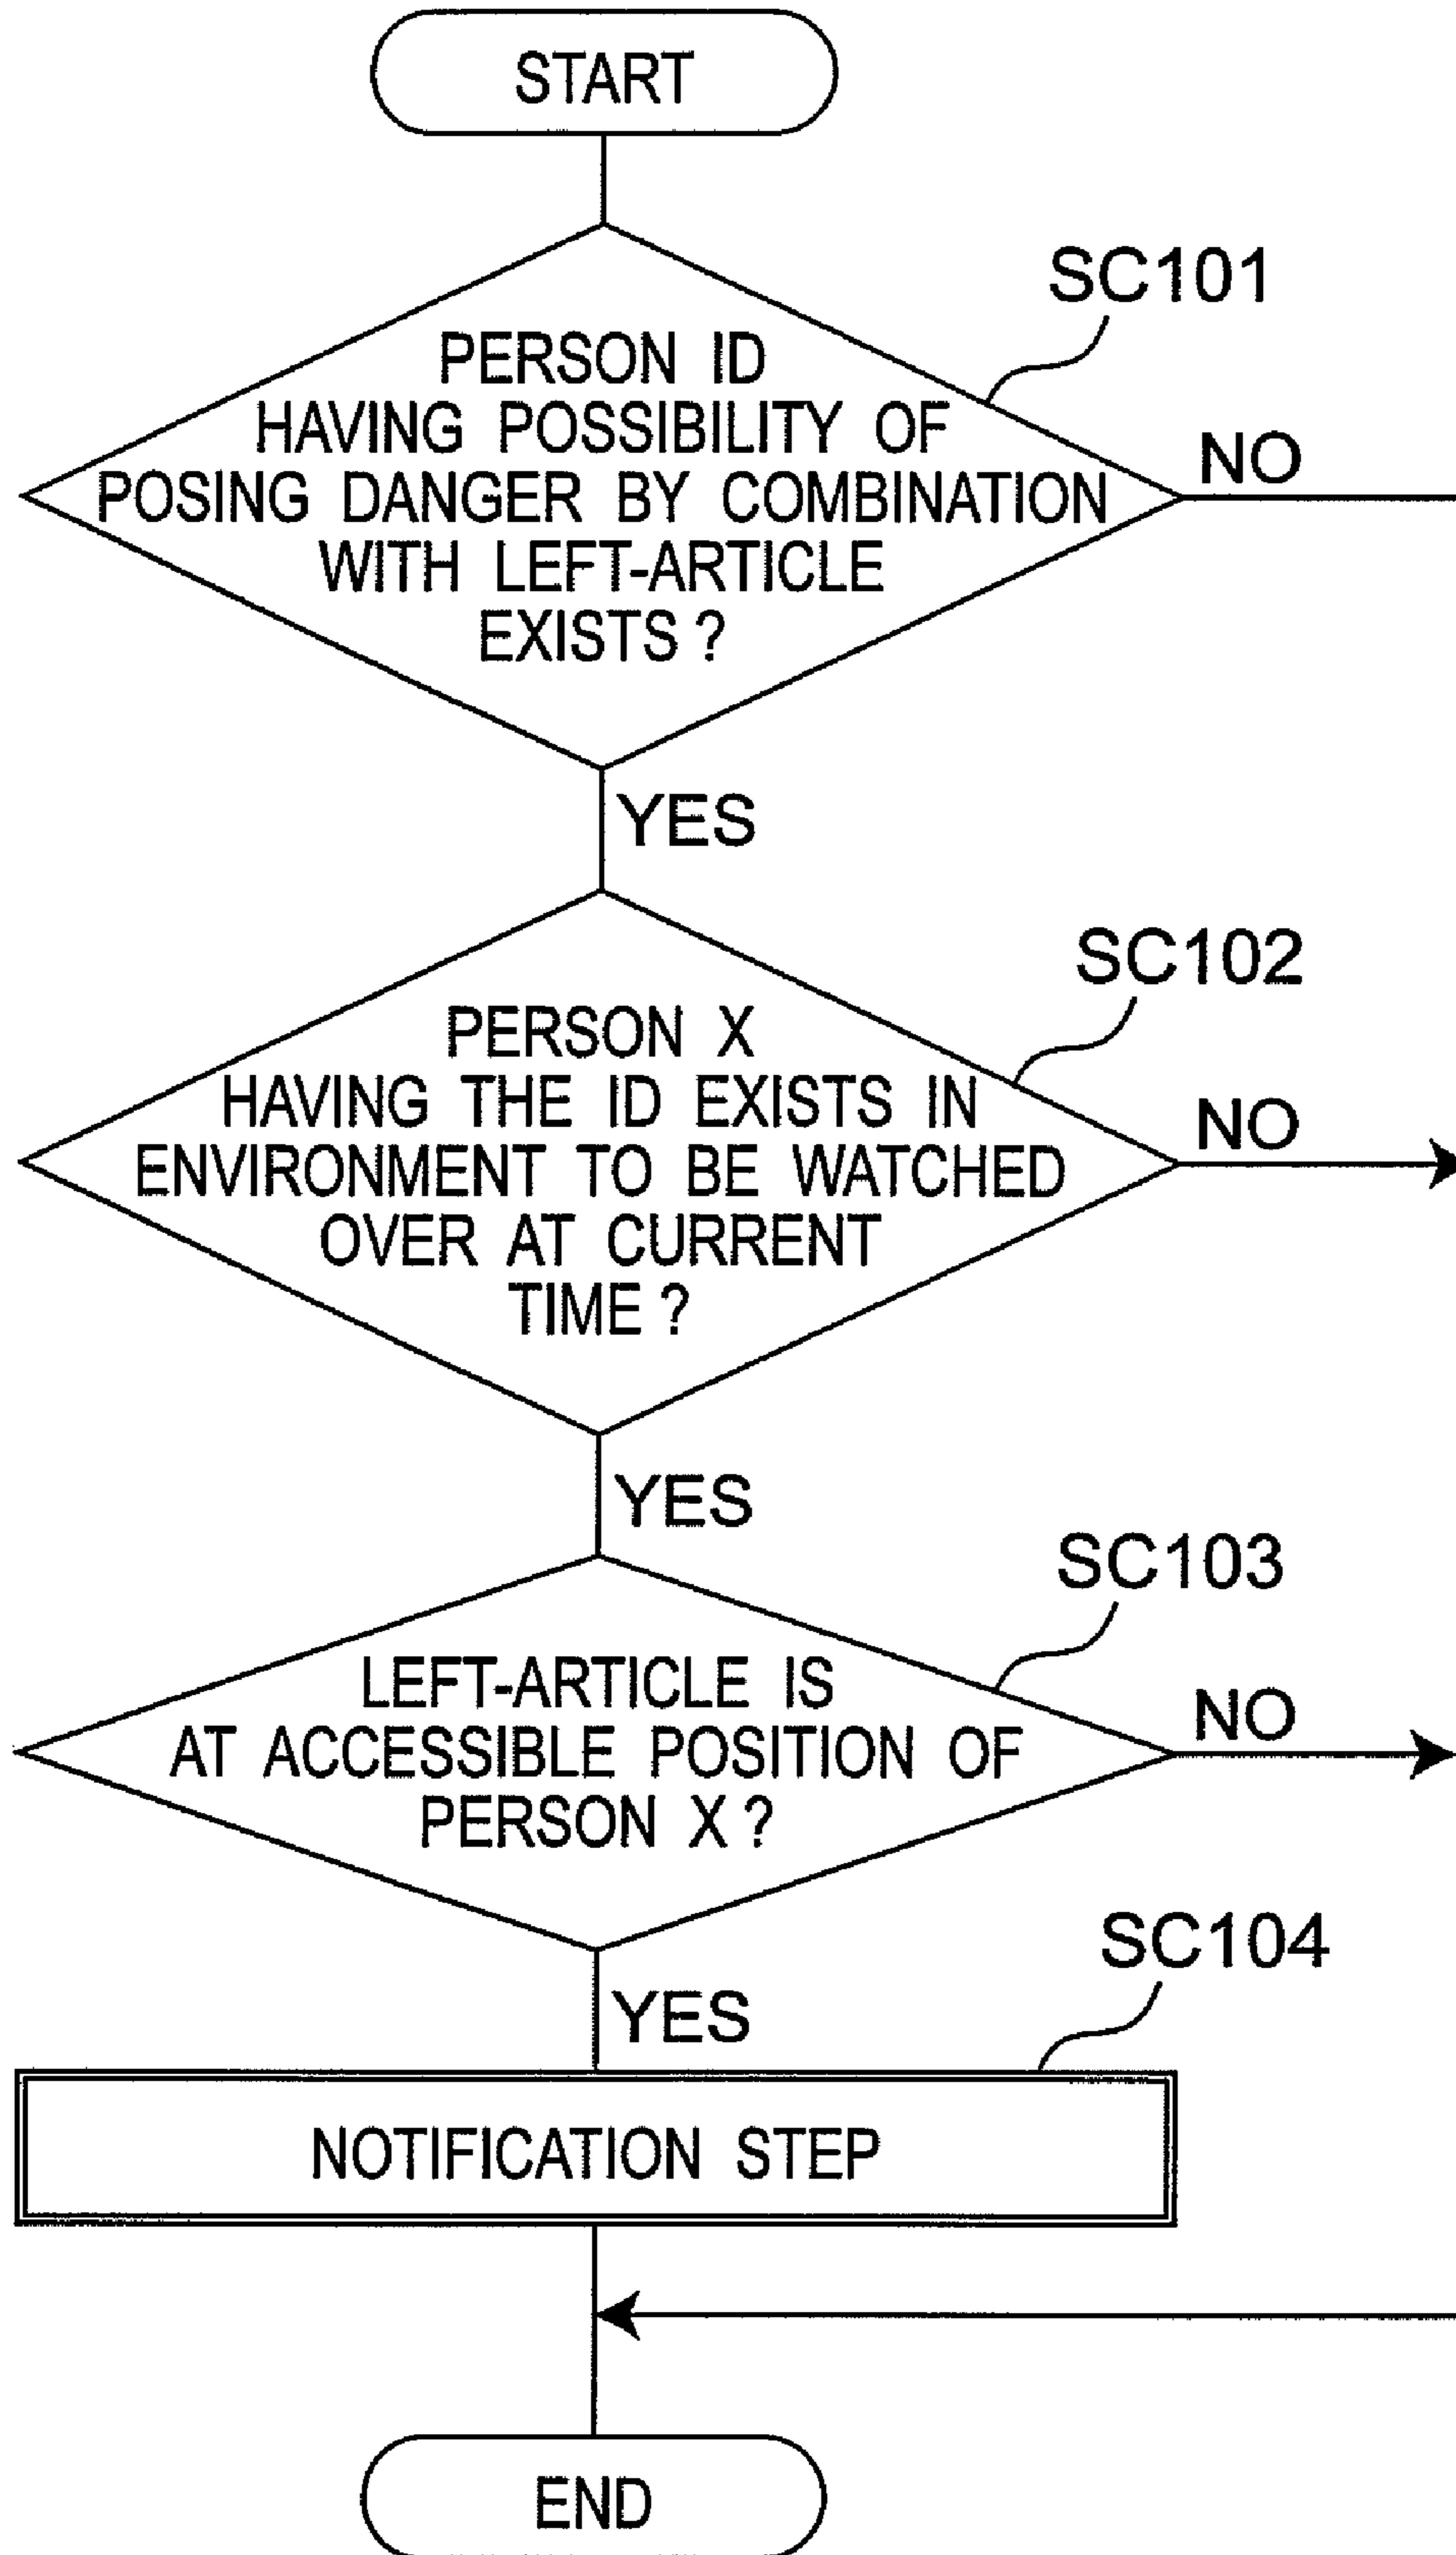 START
SC101
PERSON ID
HAVING POSSIBILITY OF
POSING DANGER BY COMBINATION
WITH LEFT-ARTICLE
EXISTS ?
NO
YES
SC102
PERSON X
HAVING THE ID EXISTS IN
ENVIRONMENT TO BE WATCHED
OVER AT CURRENT
TIME ?
NO
YES
SC103
LEFT-ARTICLE IS
AT ACCESSIBLE POSITION OF
PERSON X ?
NO
YES
SC104
NOTIFICATION STEP
END